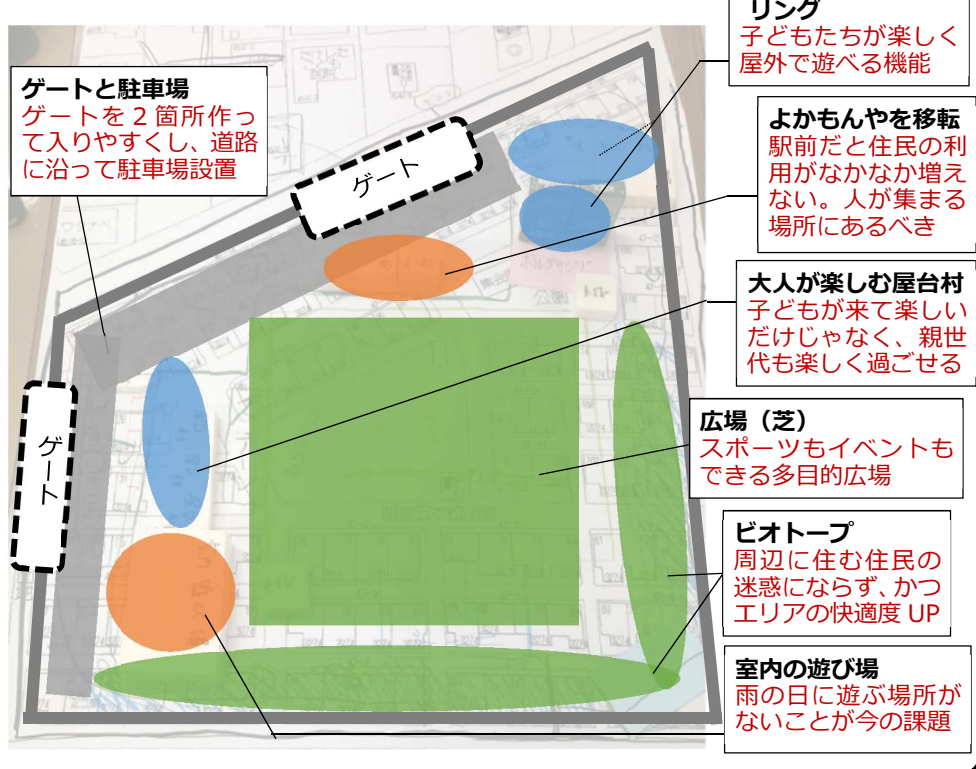 リング
子どもたちが楽しく
屋外で遊べる機能
ゲートと駐車場
ゲートを2箇所作っ
て入りやすくし、道路
に沿って駐車場設置
よかもんやを移転
駅前だと住民の利
用がなかなか増え
ない。人が集まる
場所にあるべき
ゲート
大人が楽しむ屋台村
子どもが来て楽しい
だけじゃなく、親世
代も楽しく過ごせる
ゲート
広場（芝）
スポーツもイベントも
できる多目的広場
ビオトープ
周辺に住む住民の
迷惑にならず、かつ
エリアの快適度 UP
室内の遊び場
雨の日に遊ぶ場所が
ないことが今の課題